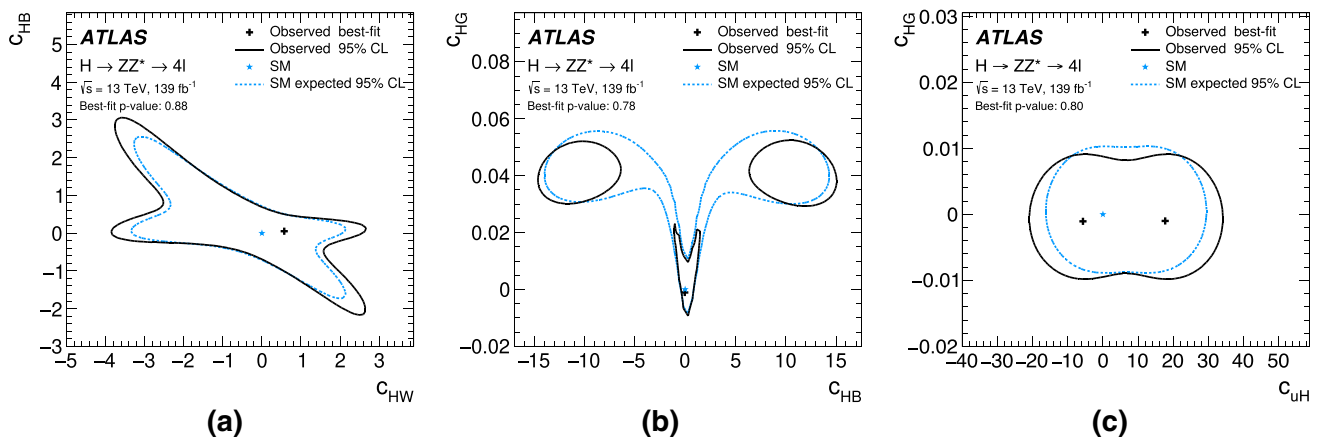 c_HB
5
4
3
2
1
0
−1
−2
−3
−5 −4 −3 −2 −1 0 1 2 3
c_HW
ATLAS
H → ZZ* → 4l
√s = 13 TeV, 139 fb⁻¹
Best-fit p-value: 0.88
Observed best-fit
Observed 95% CL
SM
SM expected 95% CL
(a)
c_HG
0.08
0.06
0.04
0.02
0
−0.02
−15 −10 −5 0 5 10 15
c_HB
ATLAS
H → ZZ* → 4l
√s = 13 TeV, 139 fb⁻¹
Best-fit p-value: 0.78
Observed best-fit
Observed 95% CL
SM
SM expected 95% CL
(b)
c_HG
0.03
0.02
0.01
0
−0.01
−0.02
−40 −30 −20 −10 0 10 20 30 40 50
c_uH
ATLAS
H → ZZ* → 4l
√s = 13 TeV, 139 fb⁻¹
Best-fit p-value: 0.80
Observed best-fit
Observed 95% CL
SM
SM expected 95% CL
(c)